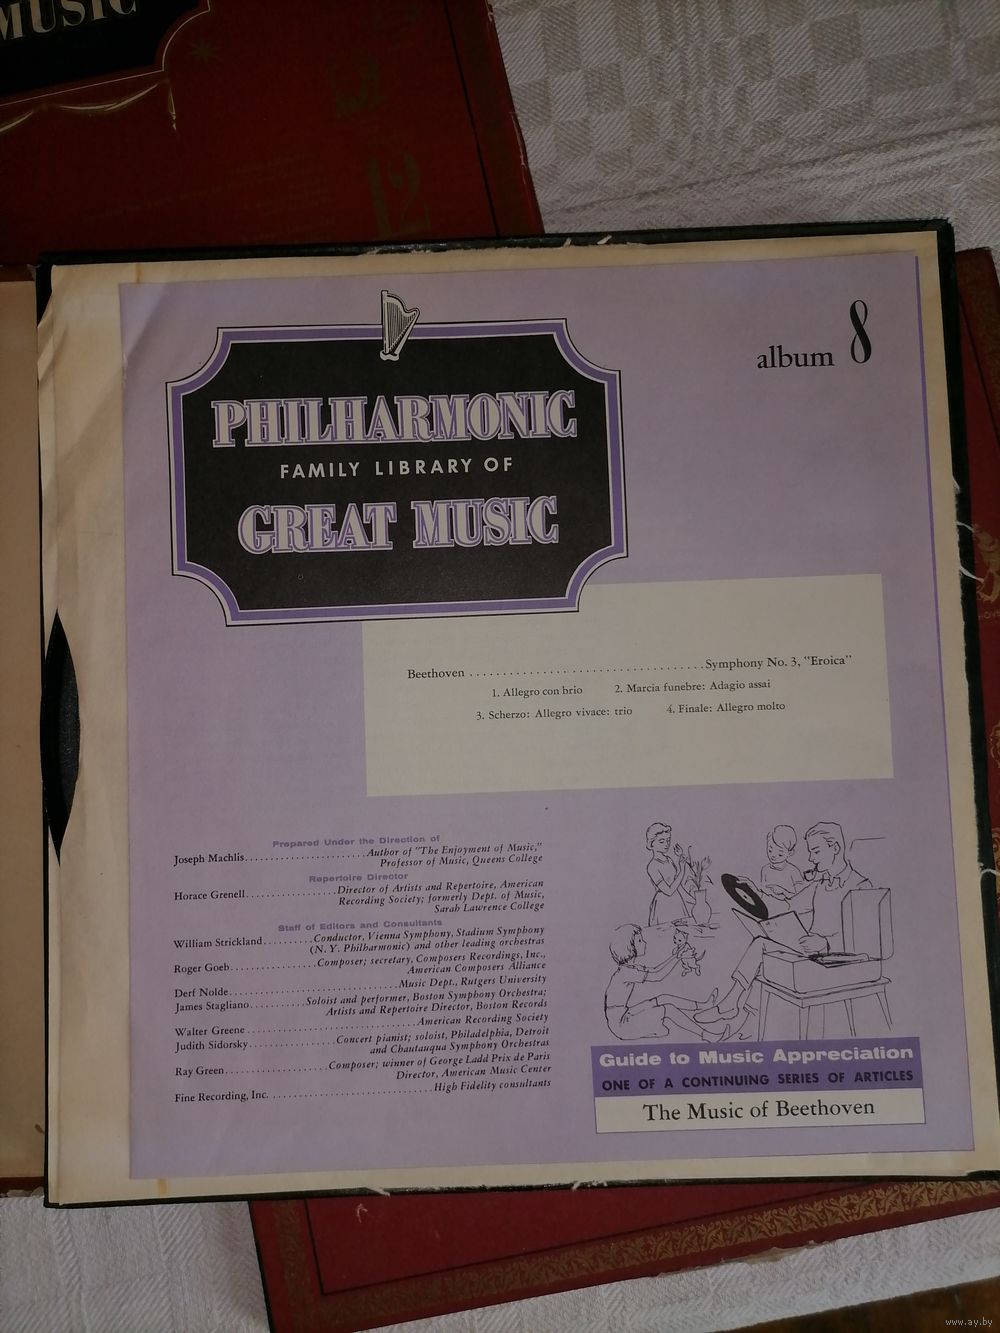 MUSIC
12
album 8
PHILHARMONIC
FAMILY LIBRARY OF
GREAT MUSIC
Beethoven ................................Symphony No. 3, "Eroica"
1. Allegro con brio 2. Marcia funebre: Adagio assai
3. Scherzo: Allegro vivace: trio 4. Finale: Allegro molto
Prepared Under the Direction of
Joseph Machlis......................Author of "The Enjoyment of Music,"
Professor of Music, Queens College
Repertoire Director
Horace Grenell................Director of Artists and Repertoire, American
Recording Society; formerly Dept. of Music,
Sarah Lawrence College
Staff of Editors and Consultants
William Strickland.........Conductor, Vienna Symphony, Stadium Symphony
(N. Y. Philharmonic) and other leading orchestras
Roger Goeb................Composer; secretary, Composers Recordings, Inc.,
American Composers Alliance
Derf Nolde..............................Music Dept., Rutgers University
James Stagliano..........Soloist and performer, Boston Symphony Orchestra;
Artists and Repertoire Director, Boston Records
Walter Greene ..............................American Recording Society
Judith Sidorsky................Concert pianist; soloist, Philadelphia, Detroit
and Chautauqua Symphony Orchestras
Ray Green...................Composer; winner of George Ladd Prix de Paris
Director, American Music Center
Fine Recording, Inc. ............................High Fidelity consultants
Guide to Music Appreciation
ONE OF A CONTINUING SERIES OF ARTICLES
The Music of Beethoven
www.ay.by